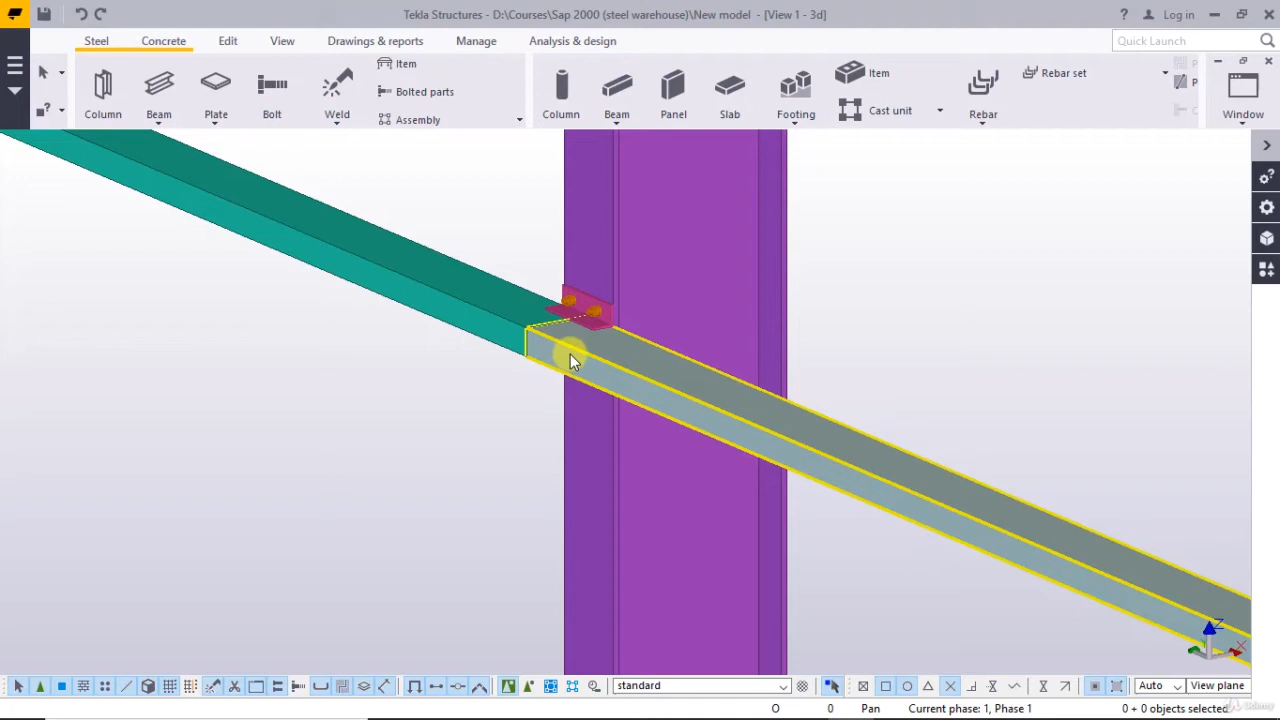 Tekla Structures - D:\Courses\Sap 2000 (steel warehouse)\New model - [View 1 - 3d]
? Log in
Steel Concrete Edit View Drawings & reports Manage Analysis & design
Quick Launch
Column Beam Plate Bolt Weld
Item
Bolted parts
Assembly
Column Beam Panel Slab Footing
Item
Cast unit
Rebar
Rebar set
Window
Z
X
standard
Auto
View plane
O 0 Pan Current phase: 1, Phase 1 0 + 0 objects selected
Udemy